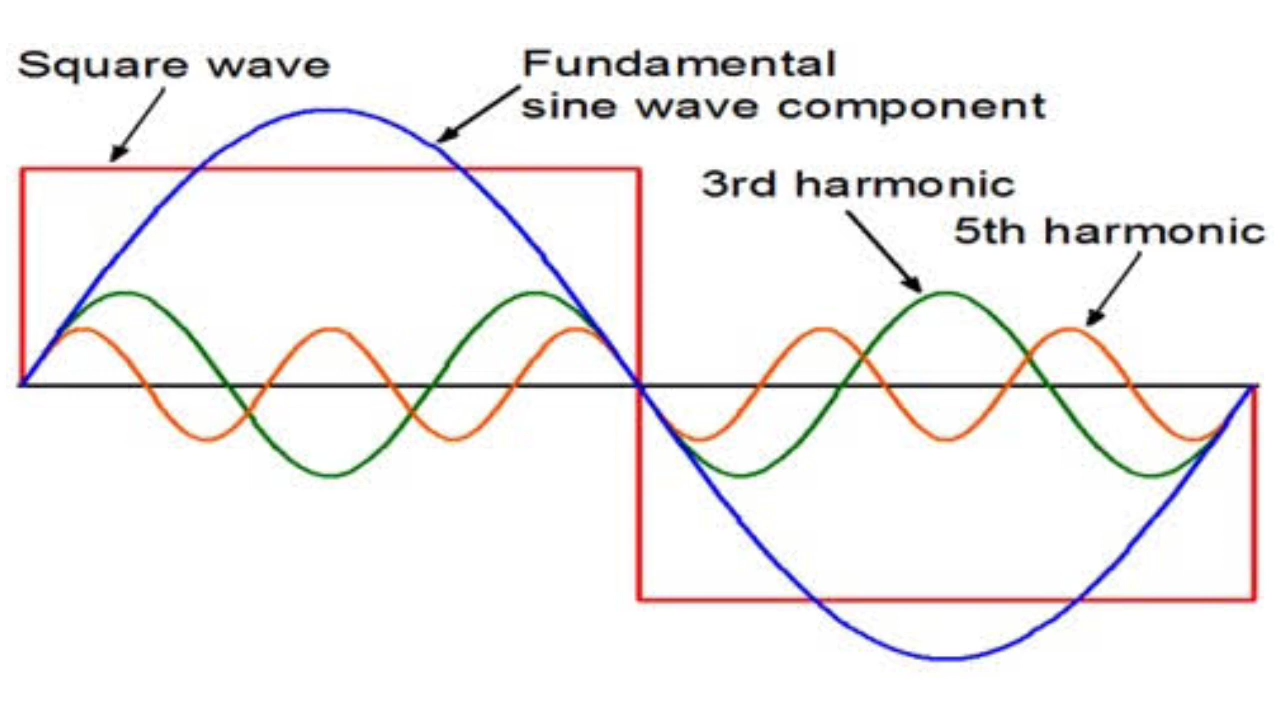 Square wave
Fundamental
sine wave component
3rd harmonic
5th harmonic